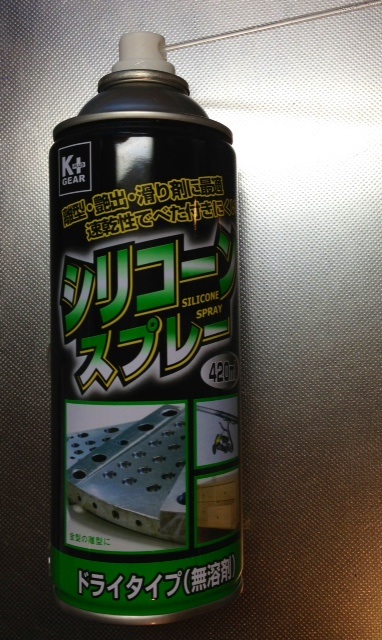 K+
GEAR
離型・艶出・滑り剤に最適
速乾性でべた付きにく
シリコーン
SILICONE
SPRAY
スプレー
420ml
金型の離型に
ドライタイプ(無溶剤)